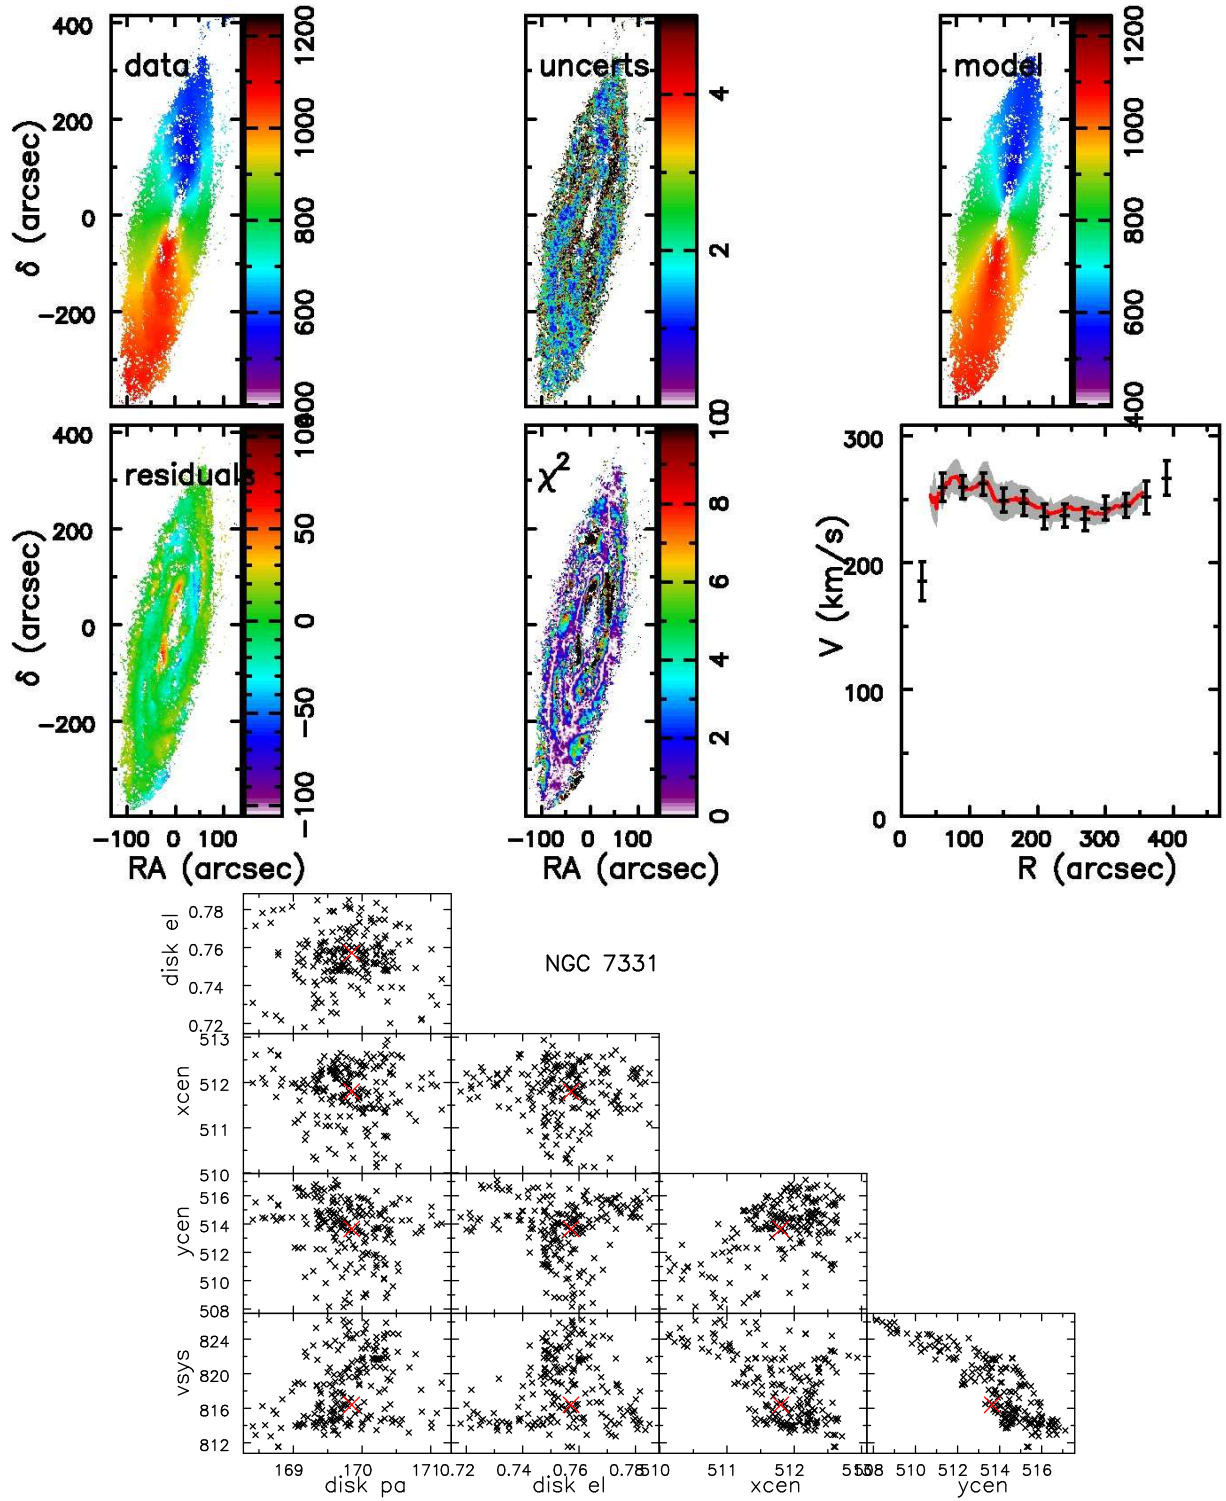 data
400
200
0
−200
δ (arcsec)
400 600 800 1000 1200
uncerts
0 2 4
model
400 600 800 1000 1200
residuals
400
200
0
−200
δ (arcsec)
−100 0 100
RA (arcsec)
−100 −50 0 50 100
χ2
−100 0 100
RA (arcsec)
0 2 4 6 8 10
300
200
100
0
V (km/s)
0 100 200 300 400
R (arcsec)
NGC 7331
disk el
0.78
0.76
0.74
0.72
xcen
513
512
511
510
ycen
516
514
512
510
508
vsys
824
820
816
812
169 170 171
disk pa
0.72 0.74 0.76 0.78
disk el
510 511 512 513
xcen
508 510 512 514 516
ycen